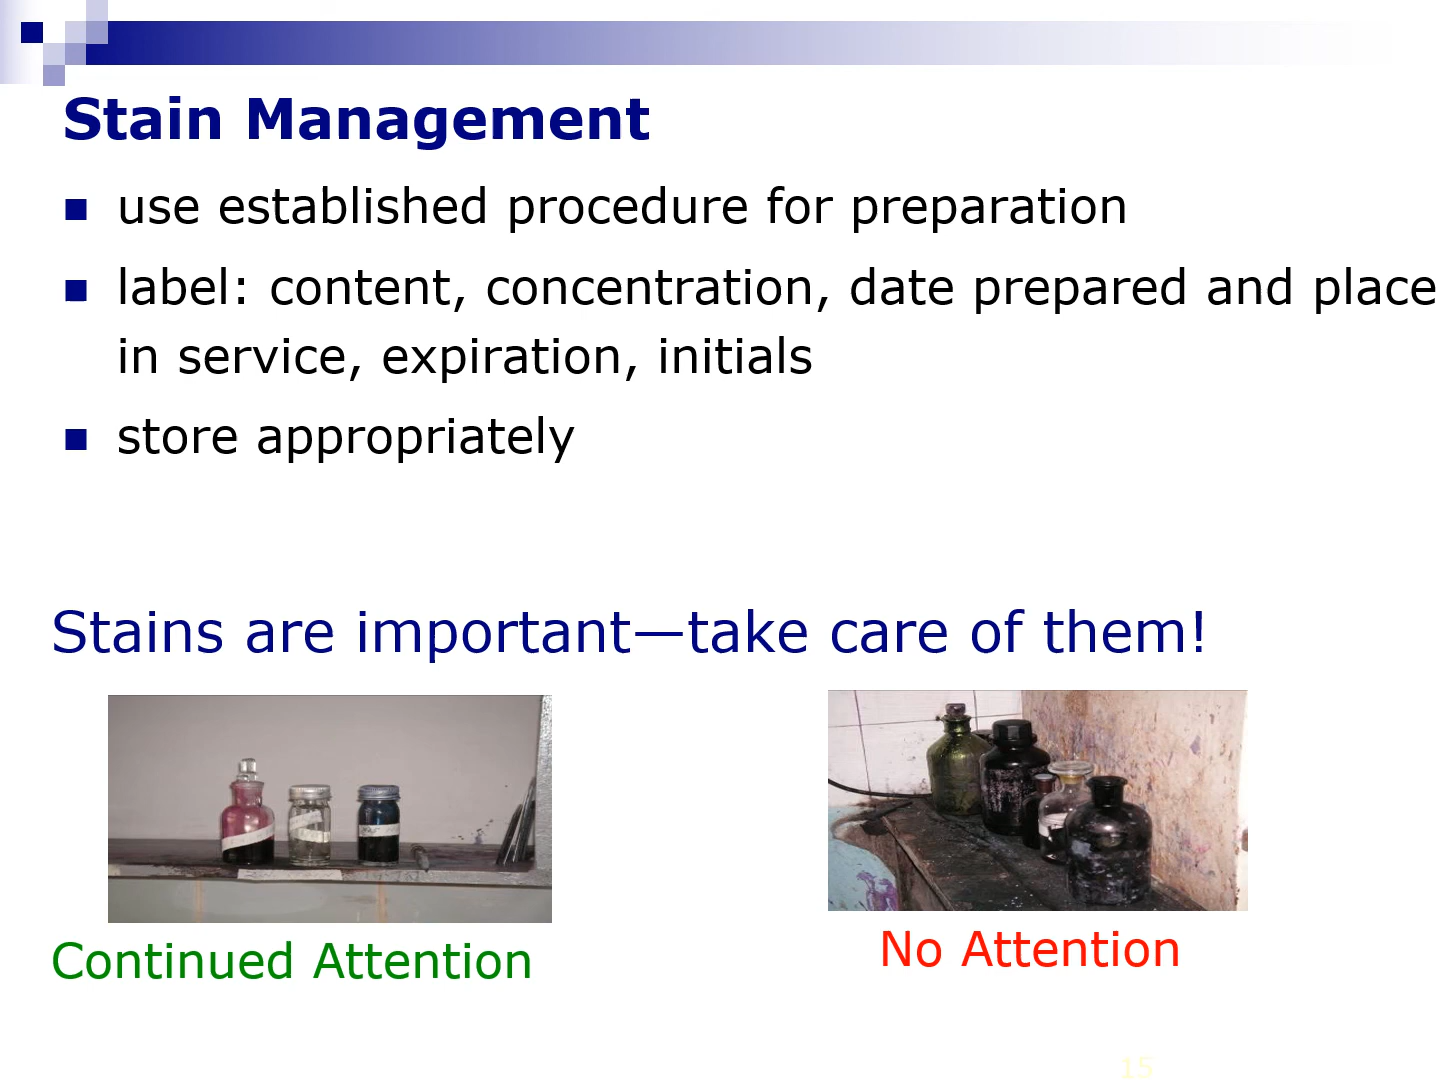 Stain Management
use established procedure for preparation
label: content, concentration, date prepared and place
in service, expiration, initials
store appropriately
Stains are important—take care of them!
Continued Attention
No Attention
15